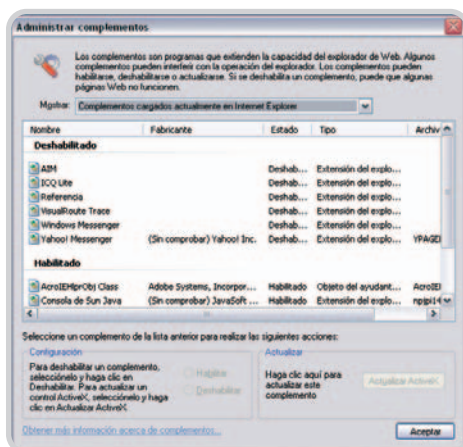 Administrar complementos
Los complementos son programas que extienden la capacidad del explorador de Web. Algunos
complementos pueden interferir con la operación del explorador. Los complementos pueden
habilitarse, deshabilitarse o actualizarse. Si se deshabilita un complemento, puede que algunas
páginas Web no funcionen.
Mostrar: Complementos cargados actualmente en Internet Explorer
Nombre Fabricante Estado Tipo Archiv
Deshabilitado
AIM Deshab... Extensión del explo...
ICQ Lite Deshab... Extensión del explo...
Referencia Deshab... Extensión del explo...
VisualRoute Trace Deshab... Extensión del explo...
Windows Messenger Deshab... Extensión del explo...
Yahoo! Messenger (Sin comprobar) Yahoo! Inc. Deshab... Extensión del explo... YPAGE
Habilitado
AcroIEHlprObj Class Adobe Systems, Incorpor... Habilitado Objeto del ayudant... AcroIE
Consola de Sun Java (Sin comprobar) JavaSoft ... Habilitado Extensión del explo... npjpi14
Seleccione un complemento de la lista anterior para realizar las siguientes acciones:
Configuración
Para deshabilitar un complemento,
selecciónelo y haga clic en
Deshabilitar. Para actualizar un
control ActiveX, selecciónelo y haga
clic en Actualizar ActiveX.
Habilitar
Deshabilitar
Actualizar
Haga clic aquí para
actualizar este
complemento
Actualizar ActiveX
Obtener más información acerca de complementos...
Aceptar